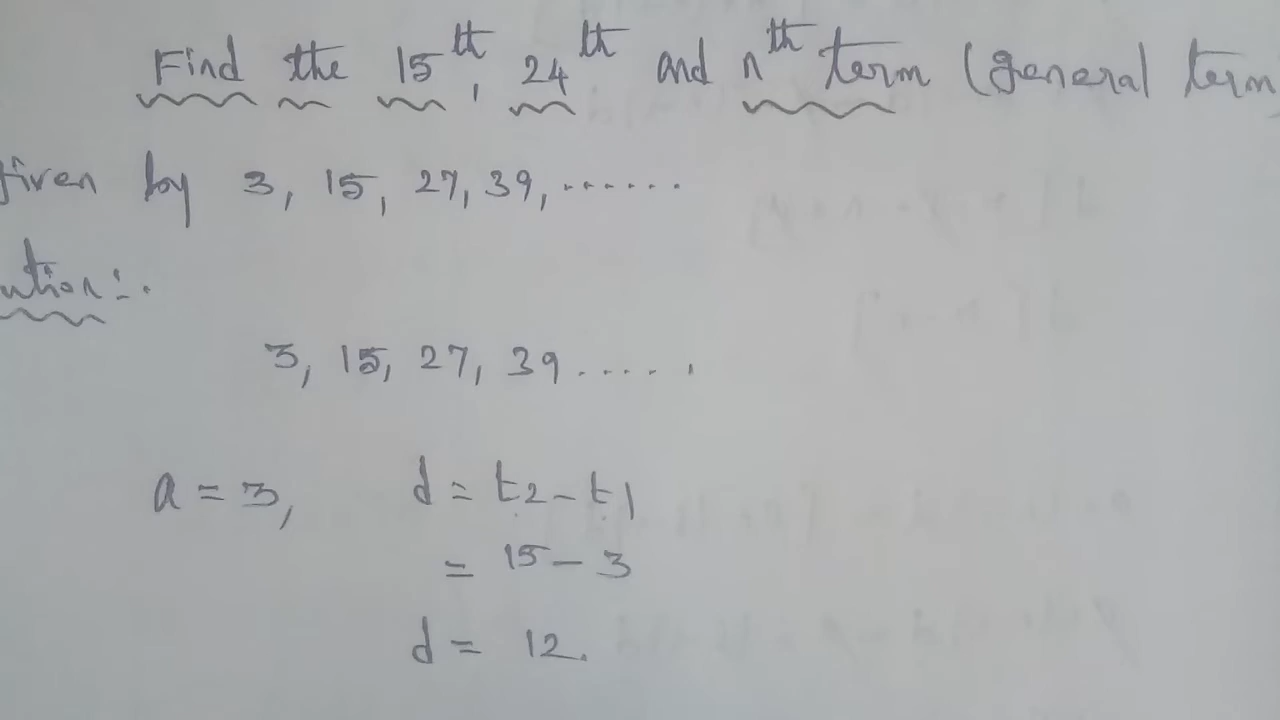 Find the 15th, 24th and nth term (general term
given by 3, 15, 27, 39, .......
ution:-.
3, 15, 27, 39 . . . . . .
a = 3, d = t2 - t1
= 15 - 3
d = 12.